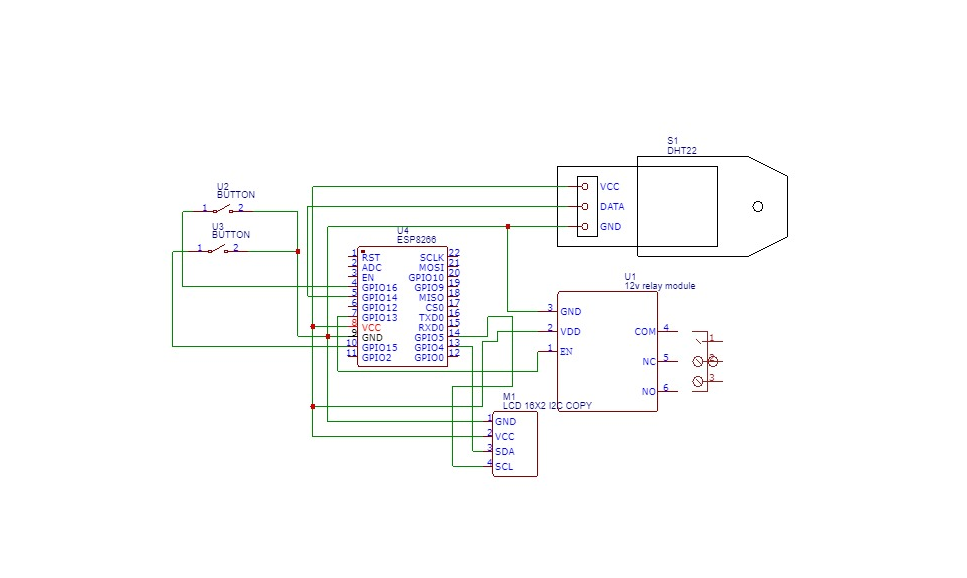 S1
DHT22
VCC
DATA
GND
U2
BUTTON
1 2
U3
BUTTON
1 2
U4
ESP8266
1 RST
2 ADC
3 EN
4 GPIO16
5 GPIO14
6 GPIO12
7 GPIO13
8 VCC
9 GND
10 GPIO15
11 GPIO2
SCLK 22
MOSI 21
GPIO10 20
GPIO9 19
MISO 18
CS0 17
TXD0 16
RXD0 15
GPIO5 14
GPIO4 13
GPIO0 12
U1
12v relay module
3 GND
2 VDD
1 EN
COM 4
NC 5
NO 6
1
2
3
M1
LCD 16X2 I2C COPY
1 GND
2 VCC
3 SDA
4 SCL